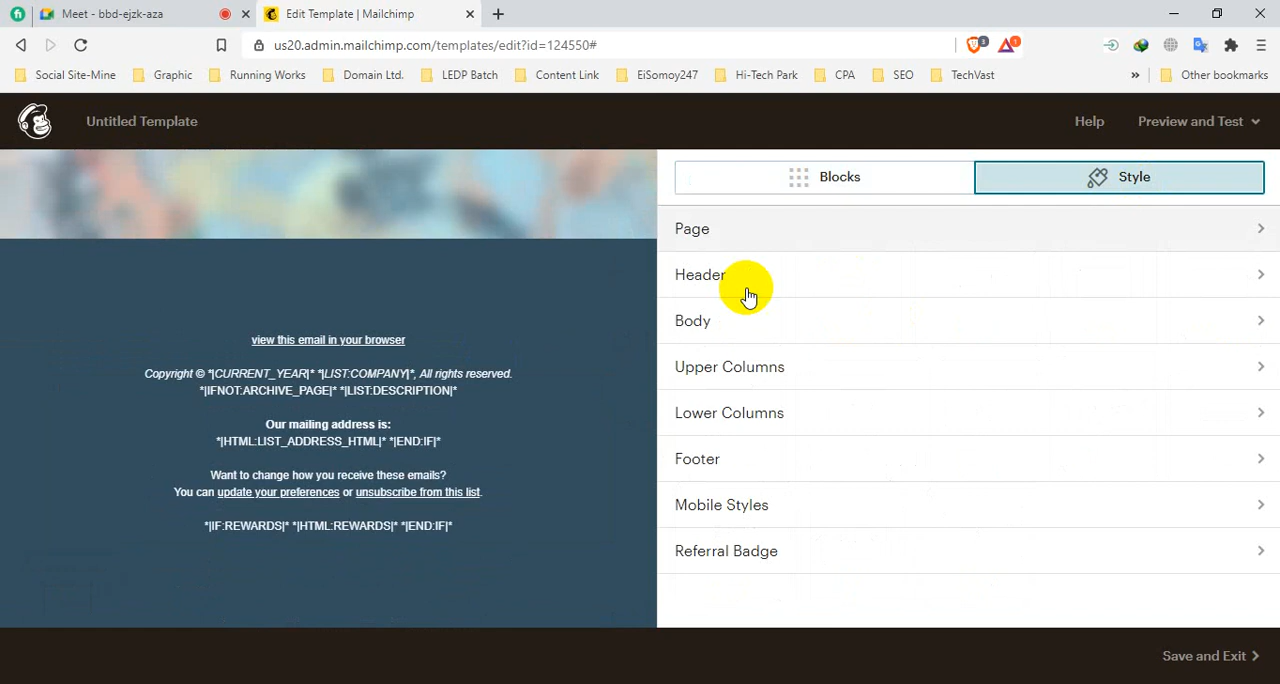 Meet - bbd-ejzk-aza
Edit Template | Mailchimp
us20.admin.mailchimp.com/templates/edit?id=124550#
3
1
Social Site-Mine
Graphic
Running Works
Domain Ltd.
LEDP Batch
Content Link
EiSomoy247
Hi-Tech Park
CPA
SEO
TechVast
»
Other bookmarks
Untitled Template
Help
Preview and Test
Blocks
Style
Page
Header
Body
Upper Columns
Lower Columns
Footer
Mobile Styles
Referral Badge
view this email in your browser
Copyright © *|CURRENT_YEAR|* *|LIST:COMPANY|*, All rights reserved.
*|IFNOT:ARCHIVE_PAGE|* *|LIST:DESCRIPTION|*
Our mailing address is:
*|HTML:LIST_ADDRESS_HTML|* *|END:IF|*
Want to change how you receive these emails?
You can update your preferences or unsubscribe from this list.
*|IF:REWARDS|* *|HTML:REWARDS|* *|END:IF|*
Save and Exit